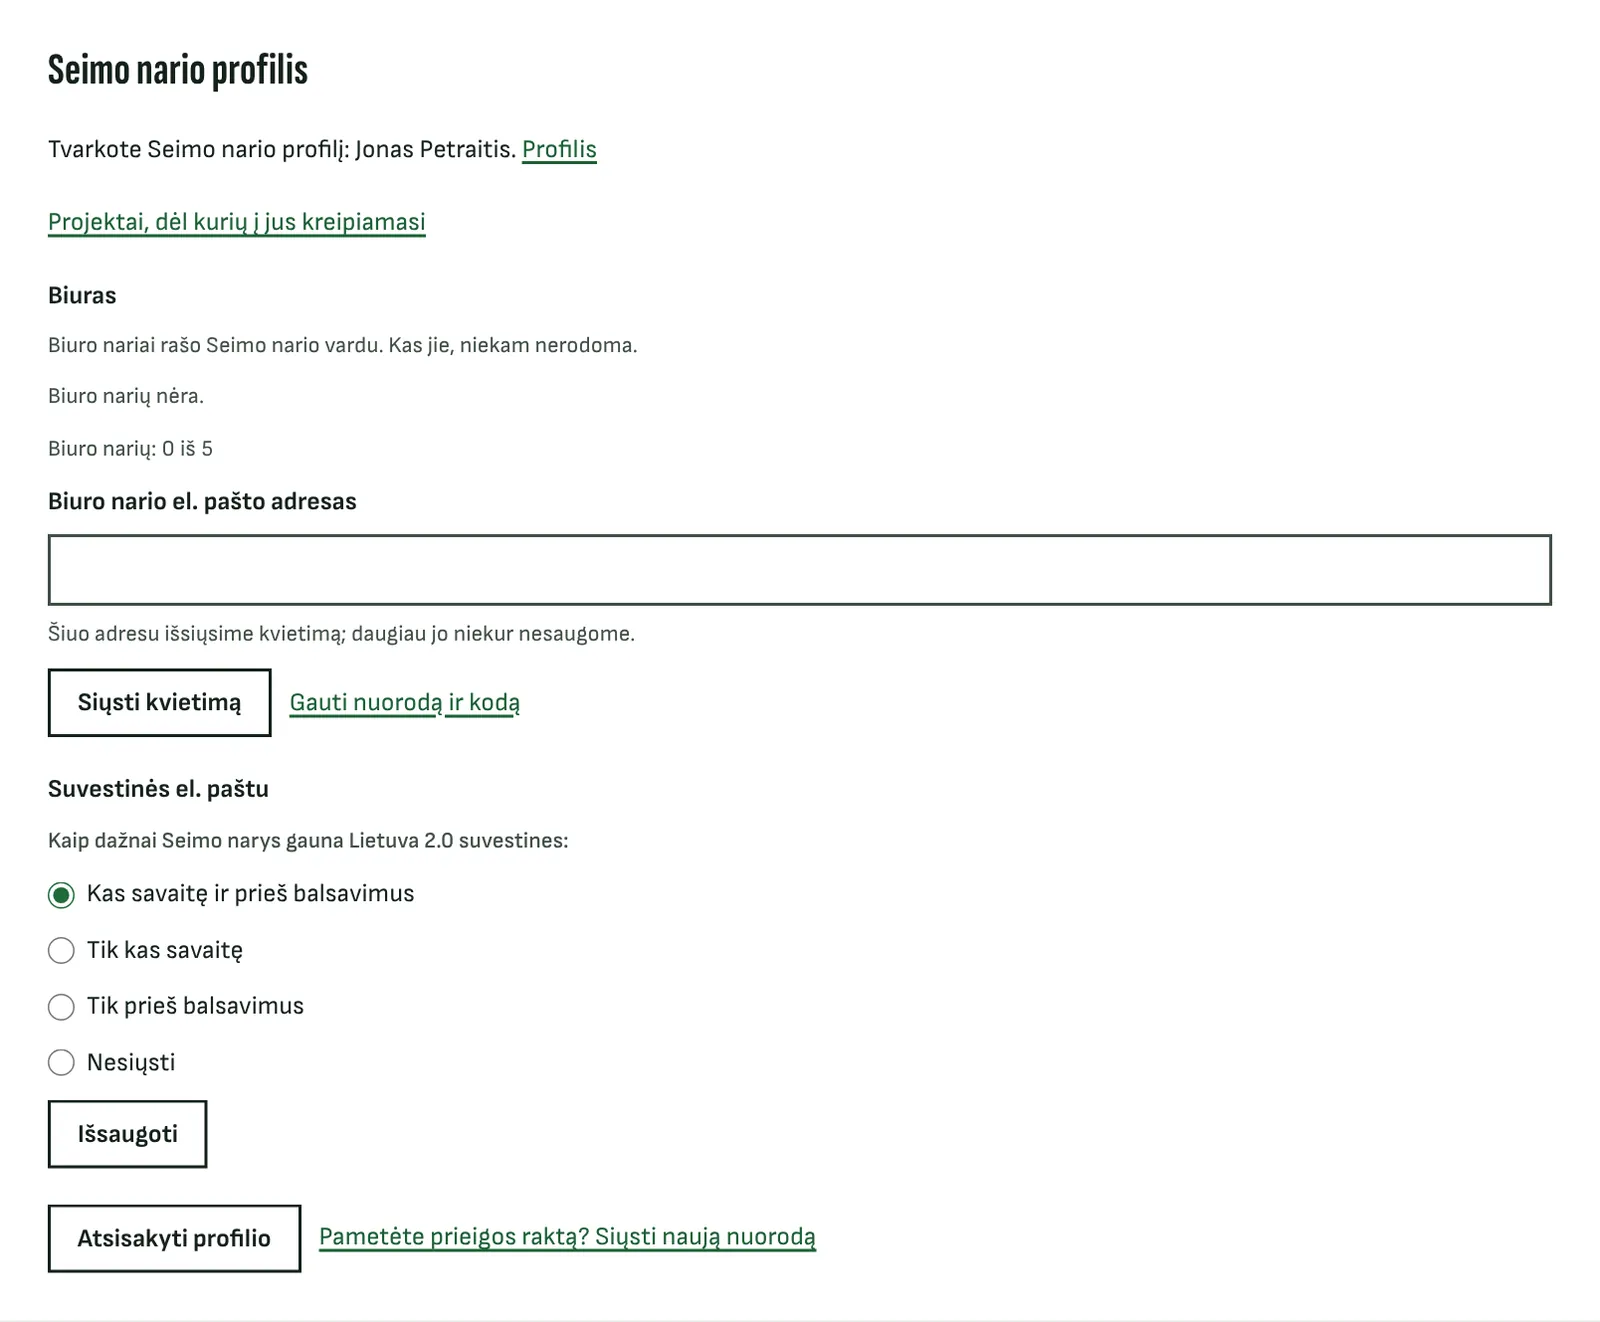 Seimo nario profilis
Tvarkote Seimo nario profilį: Jonas Petraitis. Profilis
Projektai, dėl kurių į jus kreipiamasi
Biuras
Biuro nariai rašo Seimo nario vardu. Kas jie, niekam nerodoma.
Biuro narių nėra.
Biuro narių: 0 iš 5
Biuro nario el. pašto adresas
Šiuo adresu išsiųsime kvietimą; daugiau jo niekur nesaugome.
Siųsti kvietimą Gauti nuorodą ir kodą
Suvestinės el. paštu
Kaip dažnai Seimo narys gauna Lietuva 2.0 suvestines:
Kas savaitę ir prieš balsavimus
Tik kas savaitę
Tik prieš balsavimus
Nesiųsti
Išsaugoti
Atsisakyti profilio Pametėte prieigos raktą? Siųsti naują nuorodą